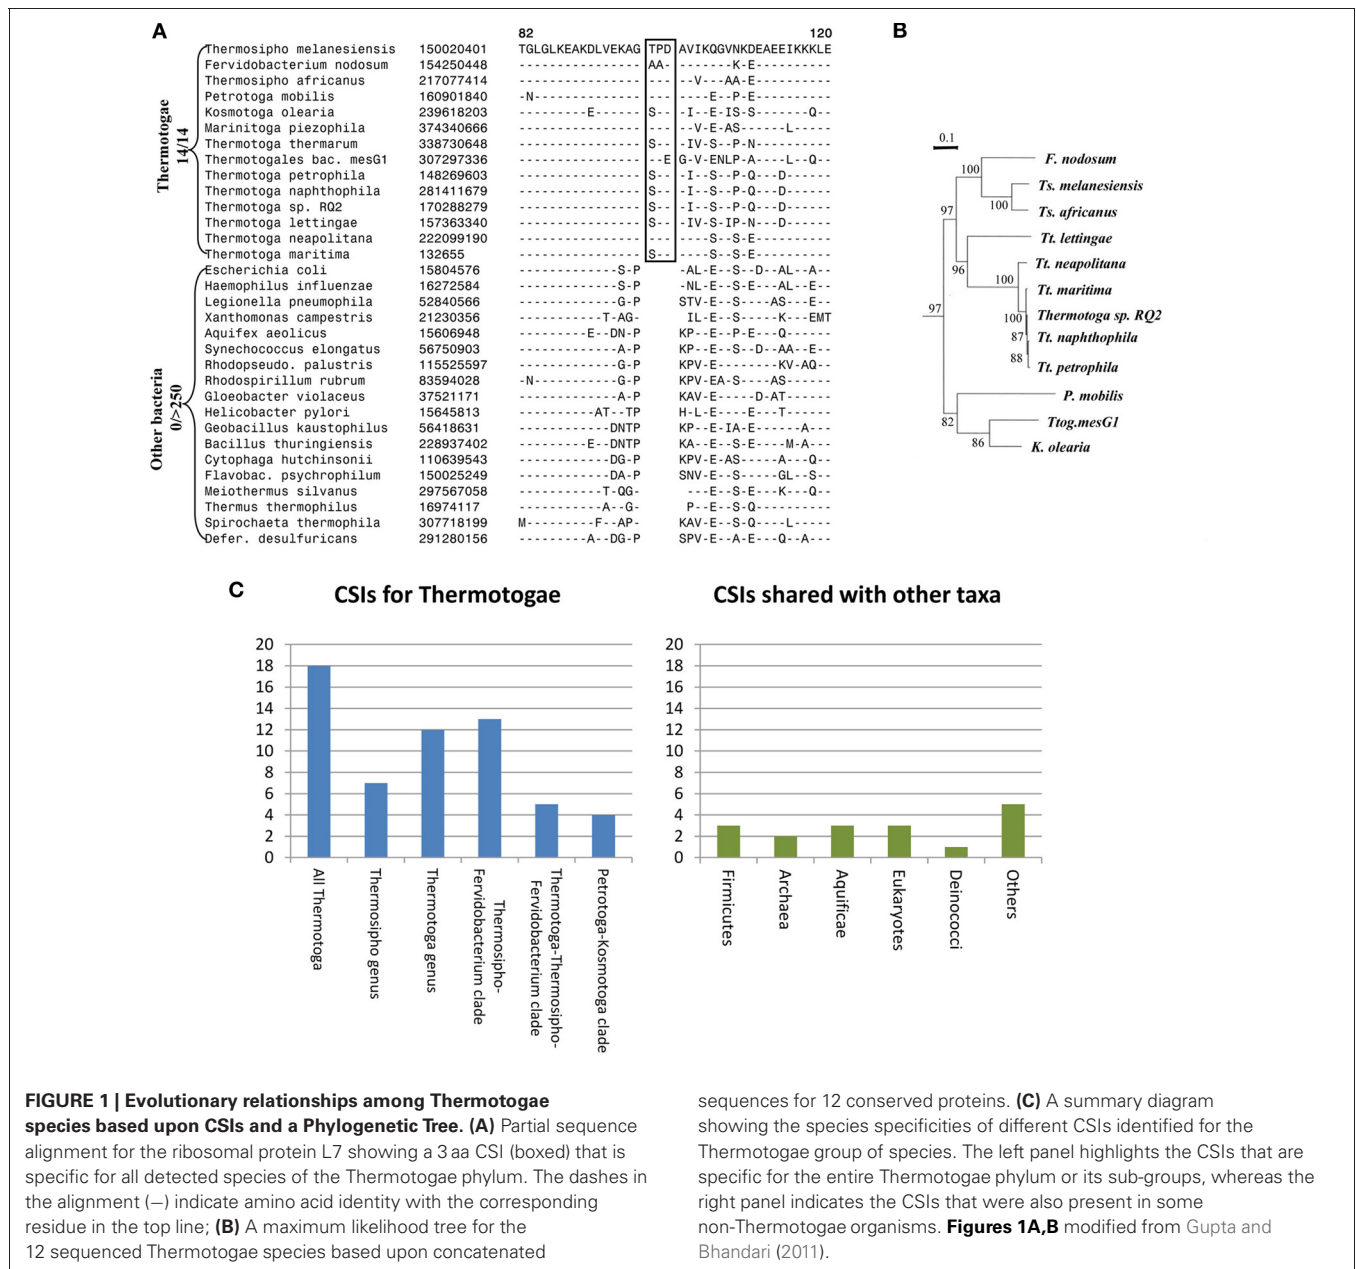 A
82 120
Thermosipho melanesiensis 150020401 TGLGLKEAKDLVEKAG TPD AVIKQGVNKDEAEEIKKKLE
Fervidobacterium nodosum 154250448 ---------------- AA- -------K-E----------
Thermosipho africanus 217077414 ---------------- --- --V---AA-E----------
Petrotoga mobilis 160901840 -N-------------- --- ----E--P-E----------
Kosmotoga olearia 239618203 ---------E------ S-- -I--E-IS-S-------Q--
Marinitoga piezophila 374340666 ---------------- --- --V-E-AS------L-----
Thermotoga thermarum 338730648 ---------------- S-- -IV-S--P-N----------
Thermotogales bac. mesG1 307297336 ---------------- --E G-V-ENLP-A----L--Q--
Thermotoga petrophila 148269603 ---------------- S-- -I--S--P-Q---D------
Thermotoga naphthophila 281411679 ---------------- S-- -I--S--P-Q---D------
Thermotoga sp. RQ2 170288279 ---------------- S-- -I--S--P-Q---D------
Thermotoga lettingae 157363340 ---------------- S-- -IV-S-IP-N---D------
Thermotoga neapolitana 222099190 ---------------- --- ----S--S-E----------
Thermotoga maritima 132655 ---------------- S-- ----S--S-E----------
Escherichia coli 15804576 -------------S-P -AL-E--S--D--AL--A--
Haemophilus influenzae 16272584 -------------S-P -NL-E--S-E---AL--E--
Legionella pneumophila 52840566 -------------G-P STV-E--S----AS---E--
Xanthomonas campestris 21230356 -----------T-AG- IL-E--S-----K---EMT
Aquifex aeolicus 15606948 ---------E--DN-P KP--E--P-E---Q------
Synechococcus elongatus 56750903 -------------A-P KP--E--S--D--AA--E--
Rhodopseudo. palustris 115525597 -------------G-P KPV-E--------KV-AQ--
Rhodospirillum rubrum 83594028 -N-----------G-P KPV-EA-S----AS------
Gloeobacter violaceus 37521171 -------------A-P KAV-E-----D-AT------
Helicobacter pylori 15645813 ----------AT--TP H-L-E----E---T------
Geobacillus kaustophilus 56418631 ------------DNTP KP--E-IA-E------A---
Bacillus thuringiensis 228937402 ---------E--DNTP KA--E--S-E----M-A---
Cytophaga hutchinsonii 110639543 ------------DG-P KPV-E-AS-----A---Q--
Flavobac. psychrophilum 150025249 ------------DA-P SNV-E--S-----GL--S--
Meiothermus silvanus 297567058 -----------T-QG- ---E--S-E---K---Q--
Thermus thermophilus 16974117 -----------A--G- P--E--S-Q----------
Spirochaeta thermophila 307718199 M---------F--AP- KAV-E--S-Q----L-----
Defer. desulfuricans 291280156 ---------A--DG-P SPV-E--A-E---Q--A---
Thermotogae
14/14
Other bacteria
0/>250
B
0.1
F. nodosum
100
Ts. melanesiensis
100
Ts. africanus
97
Tt. lettingae
96
Tt. neapolitana
100
Tt. maritima
97
Thermotoga sp. RQ2
100
Tt. naphthophila
87
88
Tt. petrophila
P. mobilis
82
Ttog.mesG1
86
K. olearia
C
CSIs for Thermotogae
20
18
16
14
12
10
8
6
4
2
0
All Thermotoga
Thermosipho genus
Thermotoga genus
Thermosipho-
Fervidobacterium clade
Thermotoga-Thermosipho-
Fervidobacterium clade
Petrotoga-Kosmotoga clade
CSIs shared with other taxa
20
18
16
14
12
10
8
6
4
2
0
Firmicutes
Archaea
Aquificae
Eukaryotes
Deinococci
Others
FIGURE 1 | Evolutionary relationships among Thermotogae
species based upon CSIs and a Phylogenetic Tree. (A) Partial sequence
alignment for the ribosomal protein L7 showing a 3 aa CSI (boxed) that is
specific for all detected species of the Thermotogae phylum. The dashes in
the alignment (−) indicate amino acid identity with the corresponding
residue in the top line; (B) A maximum likelihood tree for the
12 sequenced Thermotogae species based upon concatenated
sequences for 12 conserved proteins. (C) A summary diagram
showing the species specificities of different CSIs identified for the
Thermotogae group of species. The left panel highlights the CSIs that are
specific for the entire Thermotogae phylum or its sub-groups, whereas the
right panel indicates the CSIs that were also present in some
non-Thermotogae organisms. Figures 1A,B modified from Gupta and
Bhandari (2011).